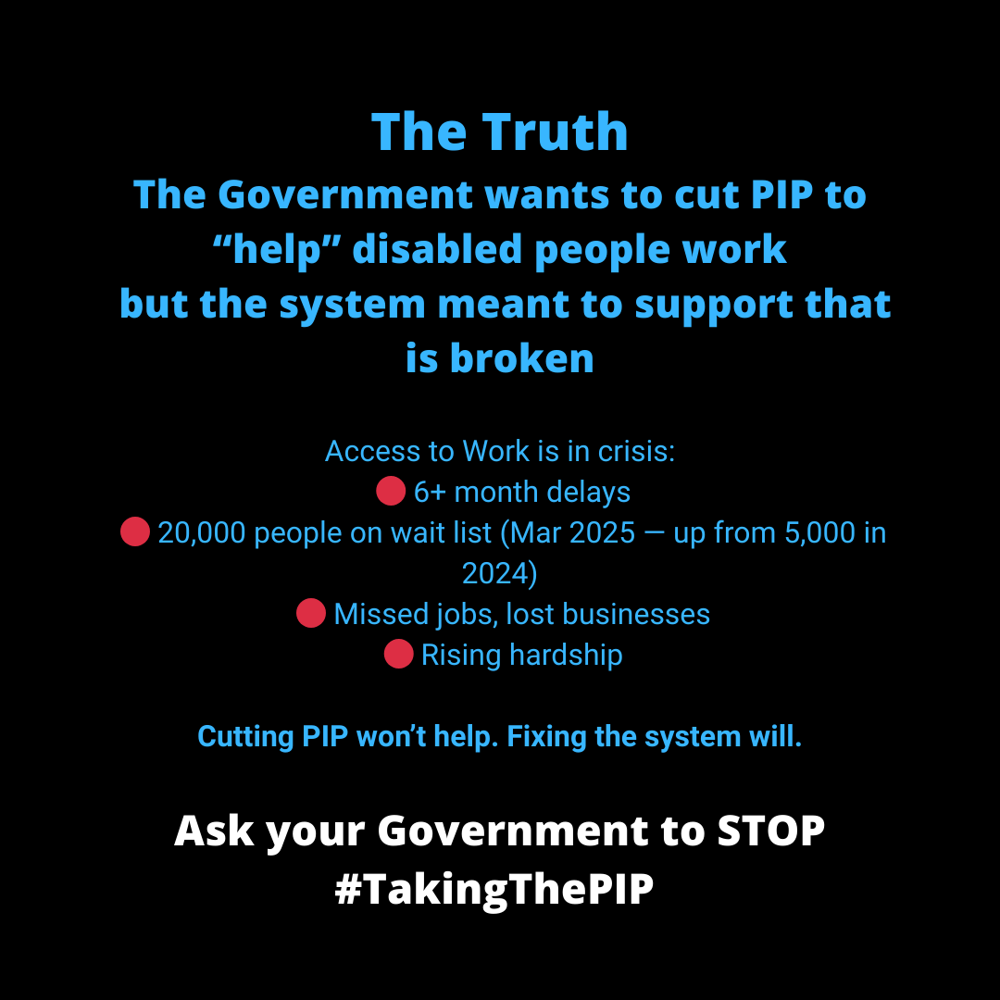 The Truth
The Government wants to cut PIP to
“help” disabled people work
but the system meant to support that
is broken
Access to Work is in crisis:
🔴 6+ month delays
🔴 20,000 people on wait list (Mar 2025 — up from 5,000 in
2024)
🔴 Missed jobs, lost businesses
🔴 Rising hardship
Cutting PIP won’t help. Fixing the system will.
Ask your Government to STOP
#TakingThePIP